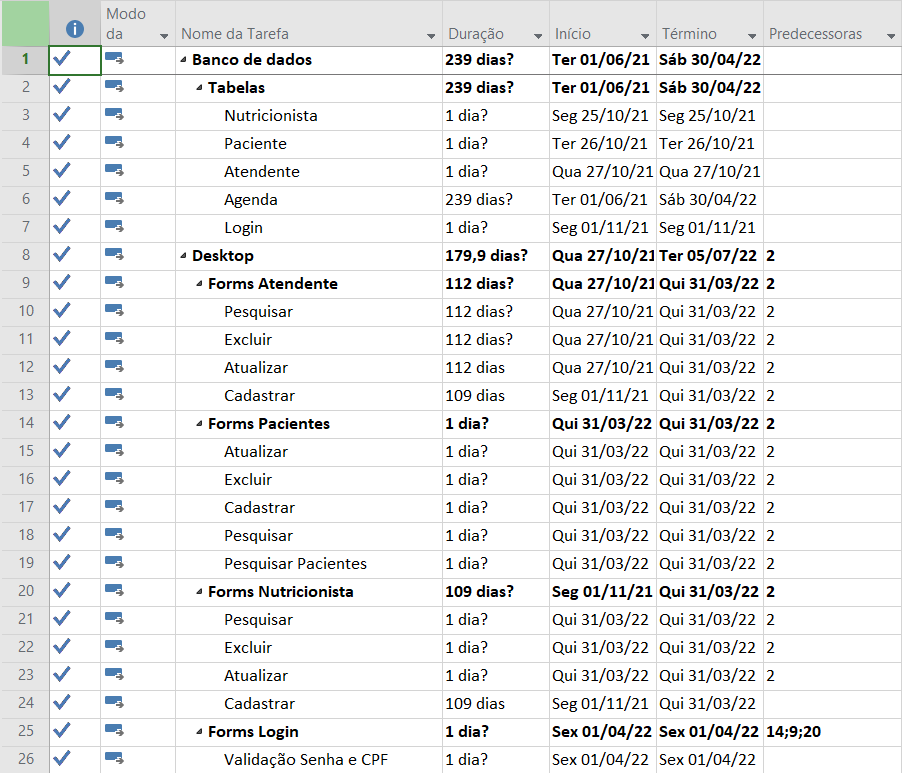 Modo
da Nome da Tarefa Duração Início Término Predecessoras
1 Banco de dados 239 dias? Ter 01/06/21 Sáb 30/04/22
2 Tabelas 239 dias? Ter 01/06/21 Sáb 30/04/22
3 Nutricionista 1 dia? Seg 25/10/21 Seg 25/10/21
4 Paciente 1 dia? Ter 26/10/21 Ter 26/10/21
5 Atendente 1 dia? Qua 27/10/21 Qua 27/10/21
6 Agenda 239 dias? Ter 01/06/21 Sáb 30/04/22
7 Login 1 dia? Seg 01/11/21 Seg 01/11/21
8 Desktop 179,9 dias? Qua 27/10/21 Ter 05/07/22 2
9 Forms Atendente 112 dias? Qua 27/10/21 Qui 31/03/22 2
10 Pesquisar 112 dias? Qua 27/10/21 Qui 31/03/22 2
11 Excluir 112 dias? Qua 27/10/21 Qui 31/03/22 2
12 Atualizar 112 dias Qua 27/10/21 Qui 31/03/22 2
13 Cadastrar 109 dias Seg 01/11/21 Qui 31/03/22 2
14 Forms Pacientes 1 dia? Qui 31/03/22 Qui 31/03/22 2
15 Atualizar 1 dia? Qui 31/03/22 Qui 31/03/22 2
16 Excluir 1 dia? Qui 31/03/22 Qui 31/03/22 2
17 Cadastrar 1 dia? Qui 31/03/22 Qui 31/03/22 2
18 Pesquisar 1 dia? Qui 31/03/22 Qui 31/03/22 2
19 Pesquisar Pacientes 1 dia? Qui 31/03/22 Qui 31/03/22 2
20 Forms Nutricionista 109 dias? Seg 01/11/21 Qui 31/03/22 2
21 Pesquisar 1 dia? Qui 31/03/22 Qui 31/03/22 2
22 Excluir 1 dia? Qui 31/03/22 Qui 31/03/22 2
23 Atualizar 1 dia? Qui 31/03/22 Qui 31/03/22 2
24 Cadastrar 109 dias Seg 01/11/21 Qui 31/03/22
25 Forms Login 1 dia? Sex 01/04/22 Sex 01/04/22 14;9;20
26 Validação Senha e CPF 1 dia? Sex 01/04/22 Sex 01/04/22